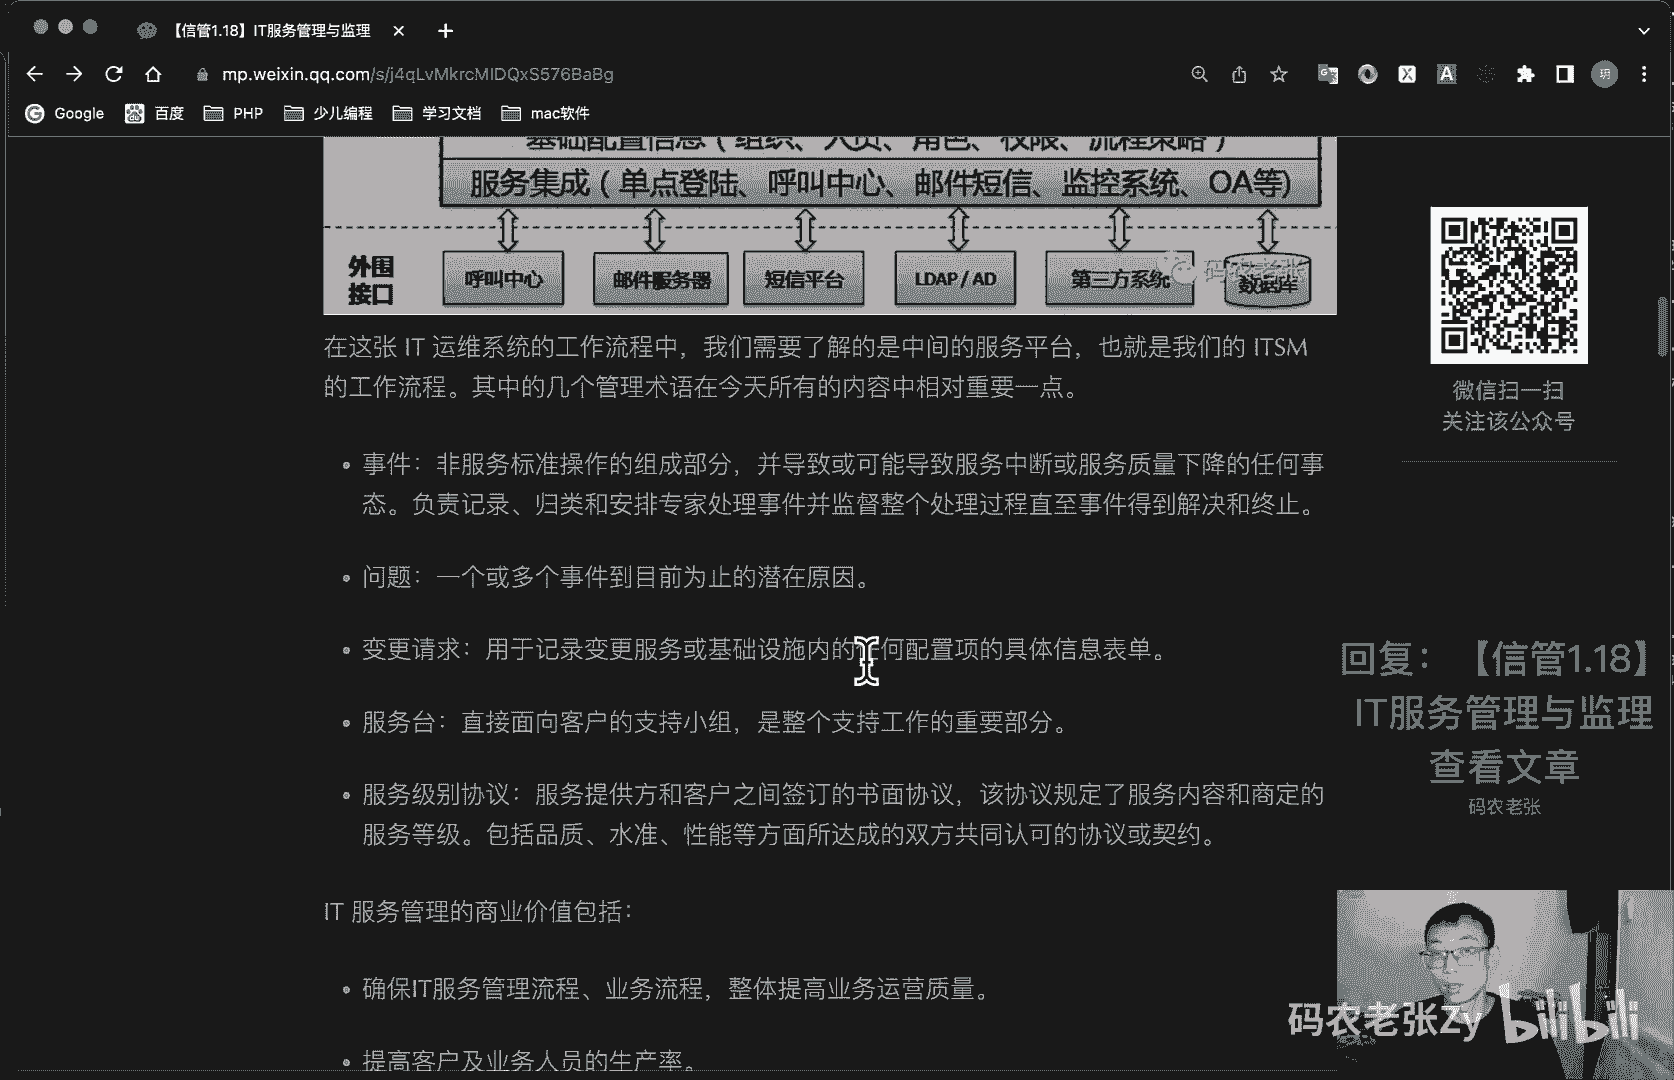 【信管1.18】IT服务管理与监理
mp.weixin.qq.com/s/j4qLvMkrcMIDQxS576BaBg
Google 百度 PHP 少儿编程 学习文档 mac软件
基础配置信息（组织、人员、角色、权限、流程策略）
服务集成（单点登陆、呼叫中心、邮件短信、监控系统、OA等)
外围
接口
呼叫中心 邮件服务器 短信平台 LDAP / AD 第三方系统 数据库
码农老张
在这张 IT 运维系统的工作流程中，我们需要了解的是中间的服务平台，也就是我们的 ITSM
的工作流程。其中的几个管理术语在今天所有的内容中相对重要一点。
• 事件：非服务标准操作的组成部分，并导致或可能导致服务中断或服务质量下降的任何事
态。负责记录、归类和安排专家处理事件并监督整个处理过程直至事件得到解决和终止。
• 问题：一个或多个事件到目前为止的潜在原因。
• 变更请求：用于记录变更服务或基础设施内的任何配置项的具体信息表单。
• 服务台：直接面向客户的支持小组，是整个支持工作的重要部分。
• 服务级别协议：服务提供方和客户之间签订的书面协议，该协议规定了服务内容和商定的
服务等级。包括品质、水准、性能等方面所达成的双方共同认可的协议或契约。
IT 服务管理的商业价值包括：
• 确保IT服务管理流程、业务流程，整体提高业务运营质量。
• 提高客户及业务人员的生产率。
微信扫一扫
关注该公众号
回复：【信管1.18】
IT服务管理与监理
查看文章
码农老张
码农老张Zy bilibili